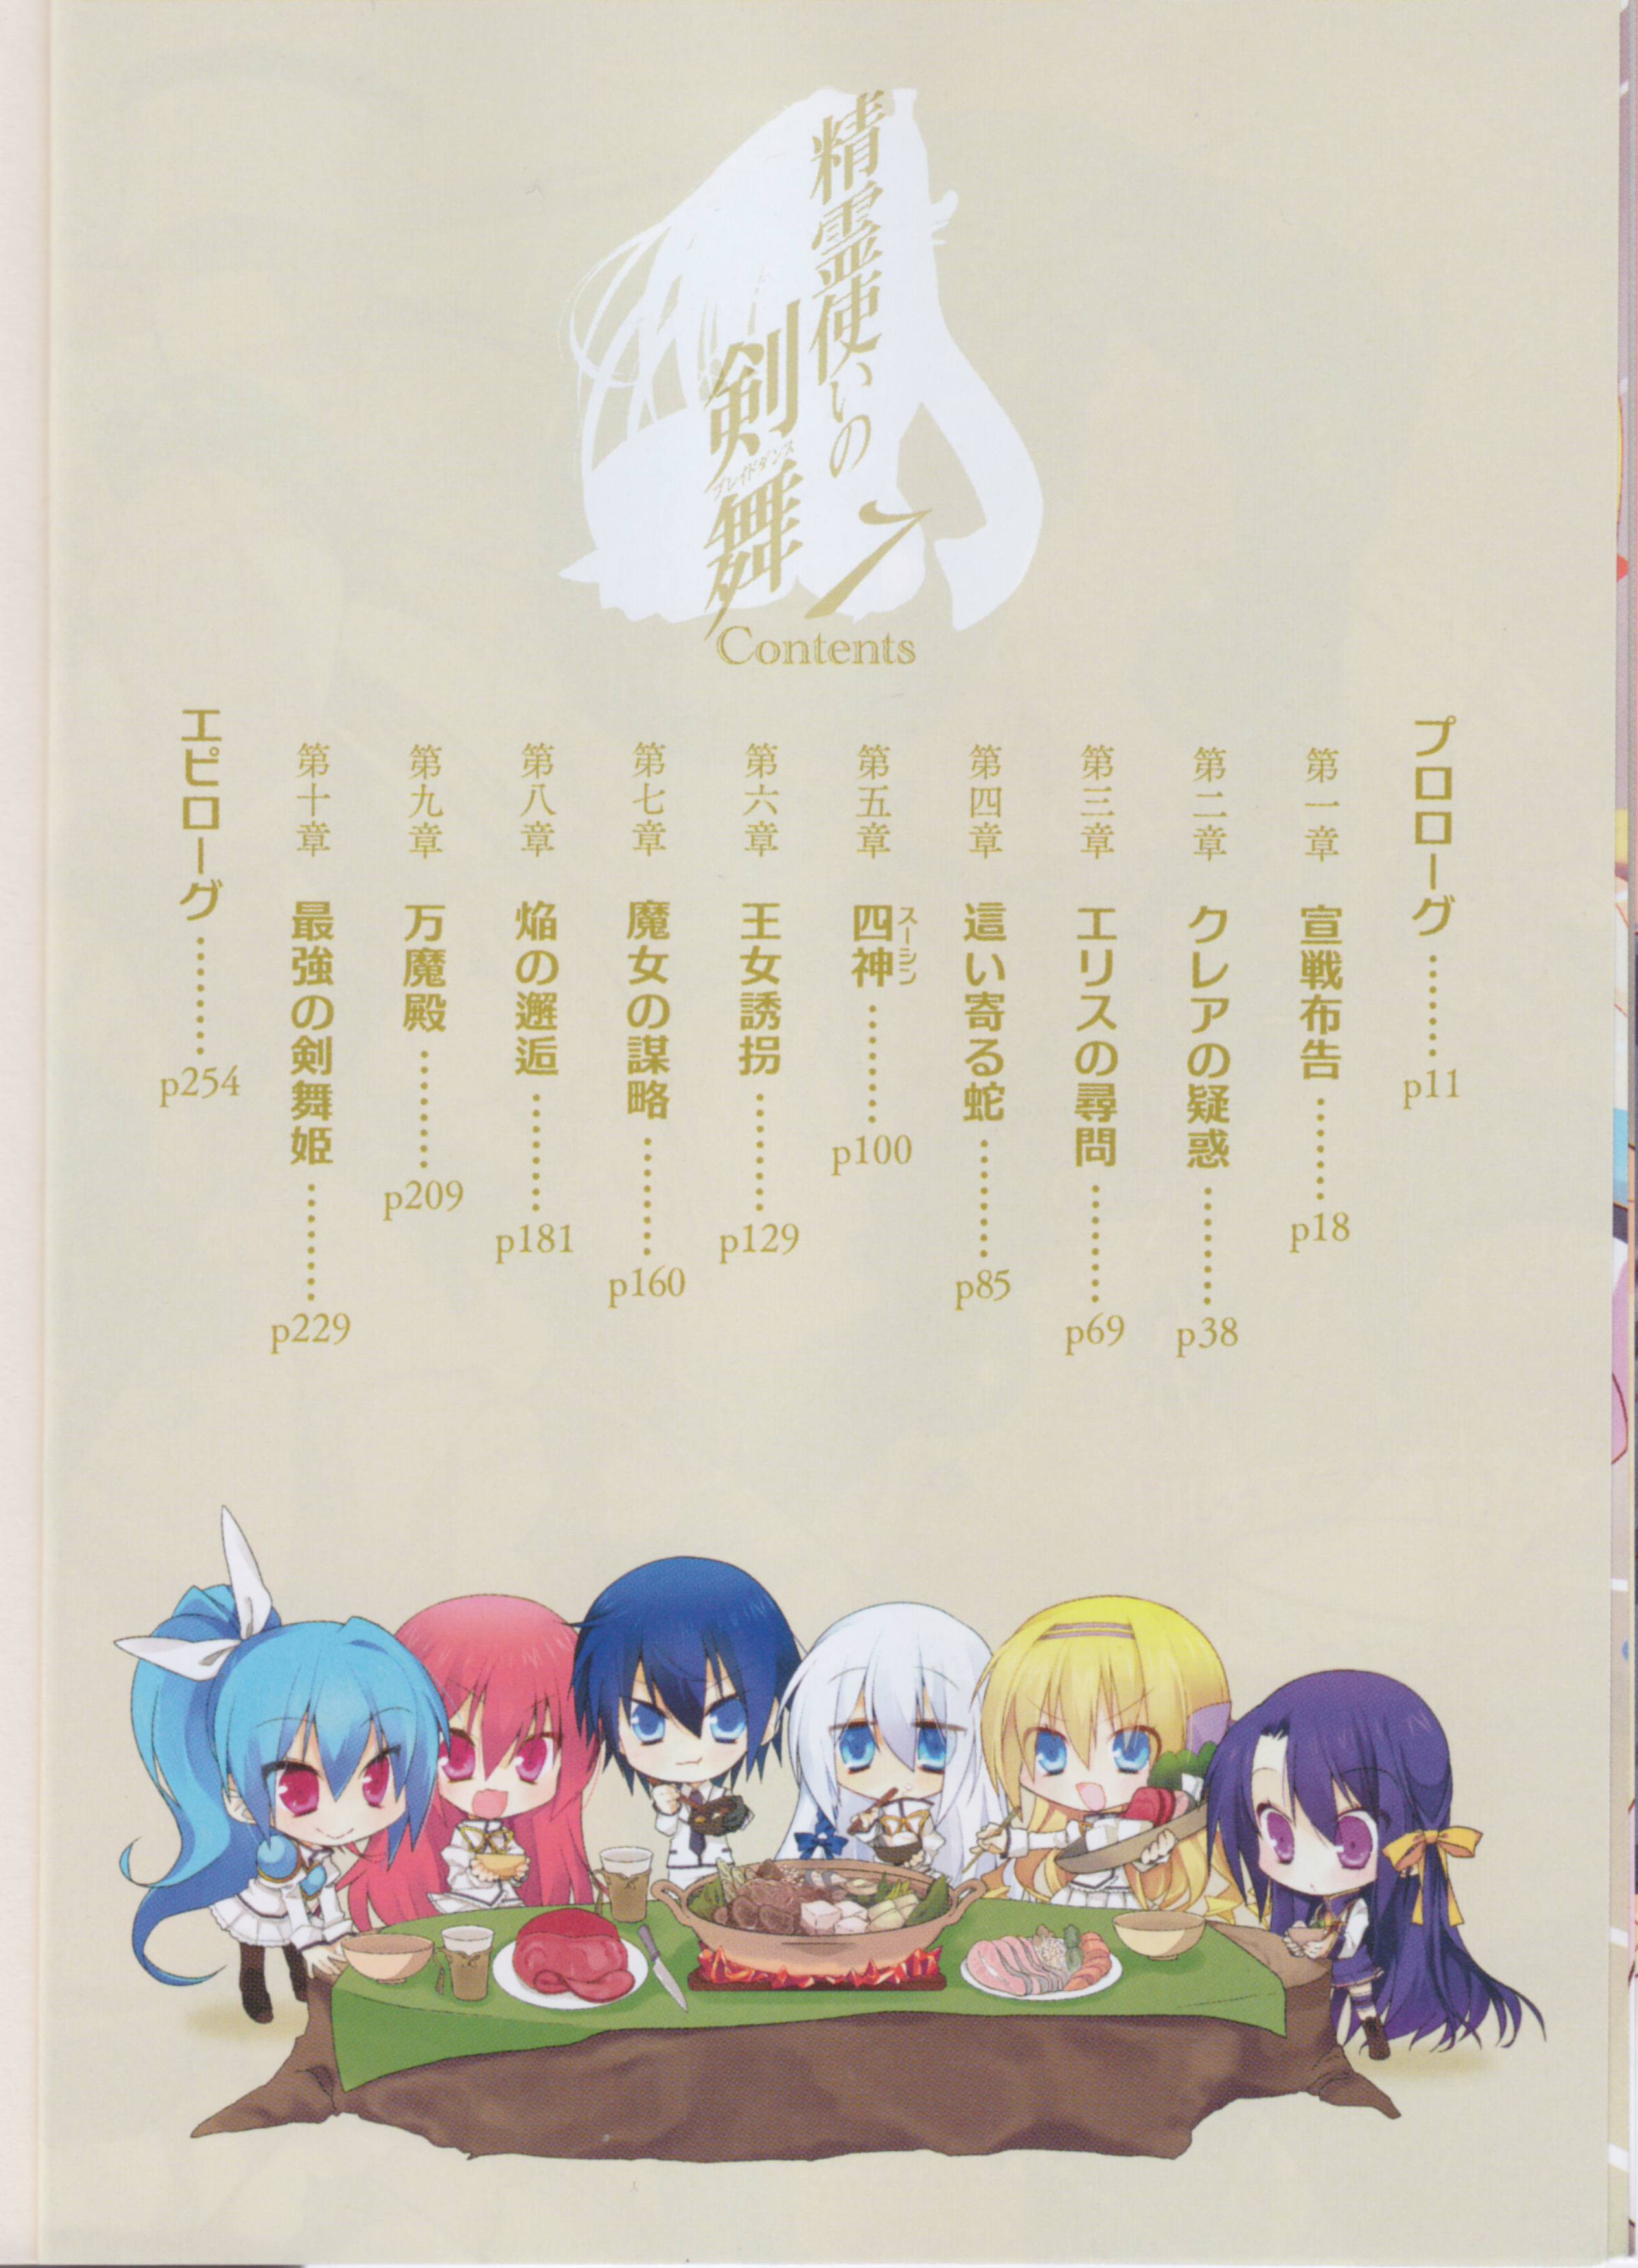 精霊使いの
剣舞
ブレイドダンス
7
Contents
プロローグ………p11
第一章 宣戦布告………p18
第二章 クレアの疑惑………p38
第三章 エリスの尋問………p69
第四章 這い寄る蛇………p85
第五章 四神………p100
スーシン
第六章 王女誘拐………p129
第七章 魔女の謀略………p160
第八章 焔の邂逅………p181
第九章 万魔殿………p209
第十章 最強の剣舞姫………p229
エピローグ………p254